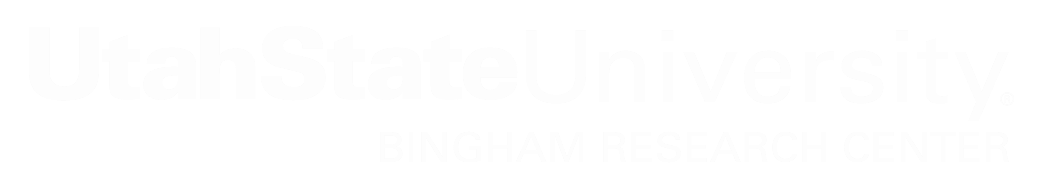 UtahStateUniversity®
BINGHAM RESEARCH CENTER